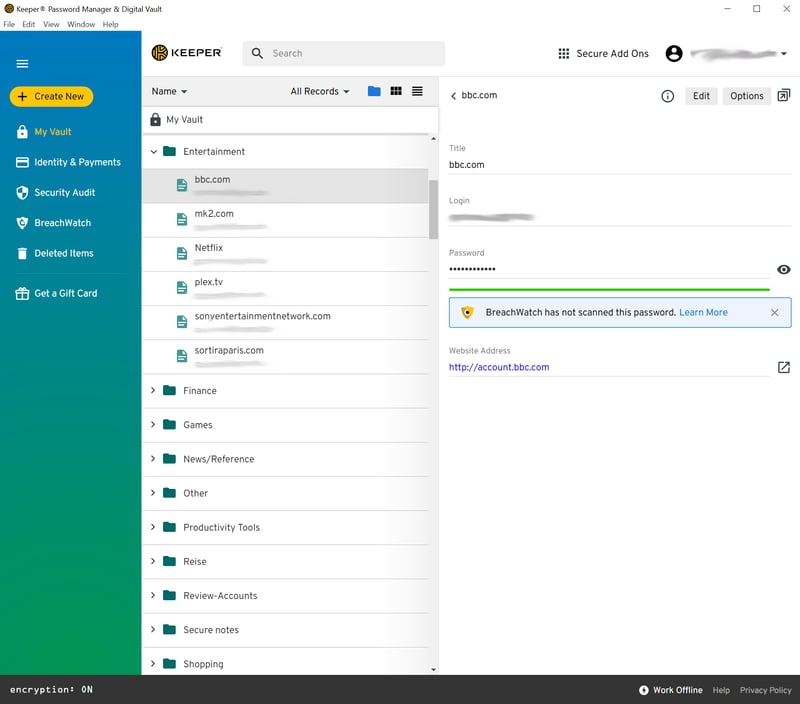 Keeper® Password Manager & Digital Vault
File Edit View Window Help
KEEPER
Search
Secure Add Ons
Create New
My Vault
Identity & Payments
Security Audit
BreachWatch
Deleted Items
Get a Gift Card
Name
All Records
My Vault
Entertainment
bbc.com
mk2.com
Netflix
plex.tv
sonyentertainmentnetwork.com
sortiraparis.com
Finance
Games
News/Reference
Other
Productivity Tools
Reise
Review-Accounts
Secure notes
Shopping
bbc.com
Edit
Options
Title
bbc.com
Login
Password
••••••••••••
BreachWatch has not scanned this password. Learn More
Website Address
http://account.bbc.com
encryption: ON
Work Offline Help Privacy Policy